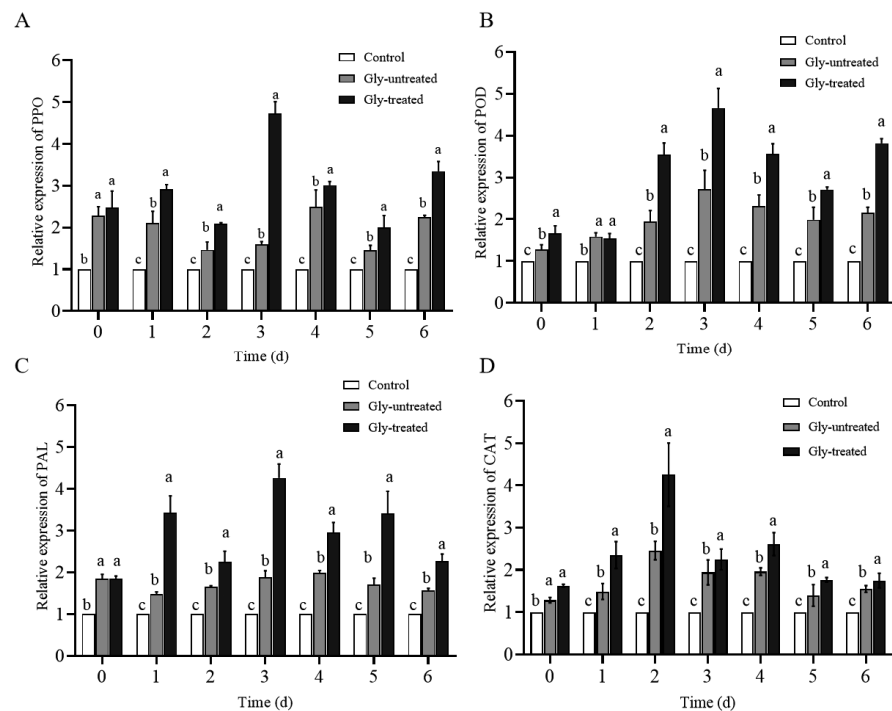 A
Control
Gly-untreated
Gly-treated
Relative expression of PPO
6
5
4
3
2
1
0
b a a
c b a
c b a
c b a
c b a
c b a
c b a
0 1 2 3 4 5 6
Time (d)
B
Control
Gly-untreated
Gly-treated
Relative expression of POD
6
5
4
3
2
1
0
c b a
b a a
c b a
c b a
c b a
c b a
c b a
0 1 2 3 4 5 6
Time (d)
C
Control
Gly-untreated
Gly-treated
Relative expression of PAL
6
5
4
3
2
1
0
b a a
c b a
c b a
c b a
c b a
c b a
c b a
0 1 2 3 4 5 6
Time (d)
D
Control
Gly-untreated
Gly-treated
Relative expression of CAT
6
5
4
3
2
1
0
b a a
c b a
c b a
c b a
c b a
c b a
c b a
0 1 2 3 4 5 6
Time (d)